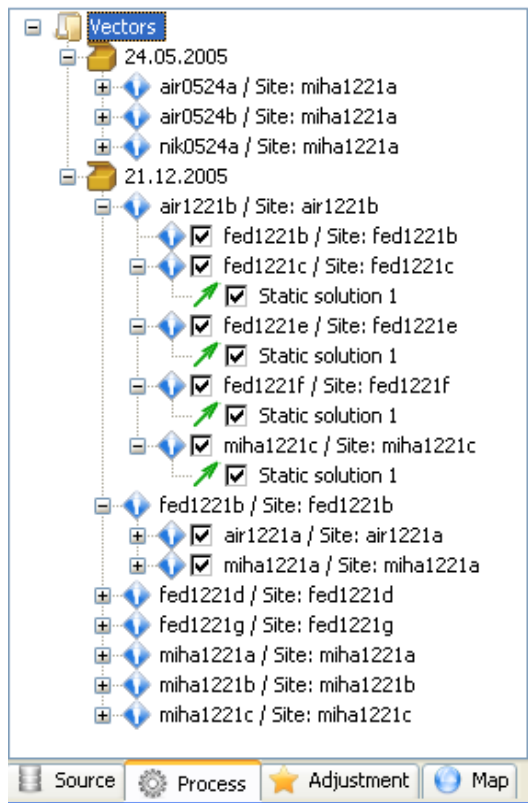 Vectors
24.05.2005
air0524a / Site: miha1221a
air0524b / Site: miha1221a
nik0524a / Site: miha1221a
21.12.2005
air1221b / Site: air1221b
fed1221b / Site: fed1221b
fed1221c / Site: fed1221c
Static solution 1
fed1221e / Site: fed1221e
Static solution 1
fed1221f / Site: fed1221f
Static solution 1
miha1221c / Site: miha1221c
Static solution 1
fed1221b / Site: fed1221b
air1221a / Site: air1221a
miha1221a / Site: miha1221a
fed1221d / Site: fed1221d
fed1221g / Site: fed1221g
miha1221a / Site: miha1221a
miha1221b / Site: miha1221b
miha1221c / Site: miha1221c
Source Process Adjustment Map